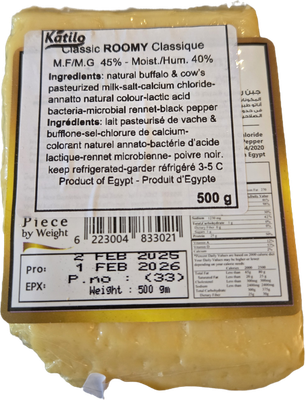 Katilo
Classic ROOMY Classique
M.F/M.G 45% - Moist./Hum. 40%
Ingredients: natural buffalo & cow's
pasteurized milk-salt-calcium chloride-
annatto natural colour-lactic acid
bacteria-microbial rennet-black pepper
Ingrédients: lait pasteurisé de vache &
bufflone-sel-chlorure de calcium-
colorant naturel annato-bactérie d'acide
lactique-rennet microbienne- poivre noir.
keep refrigerated-garder réfrigéré 3-5 C
Product of Egypt - Produit d'Egypte
500 g
Piece
by Weight
6 223004 833021
Pro: 2 FEB 2025
EPX: 1 FEB 2026
P.no : (33)
Weight : 500 gm
chloride
Pepper
/2020
Egypt